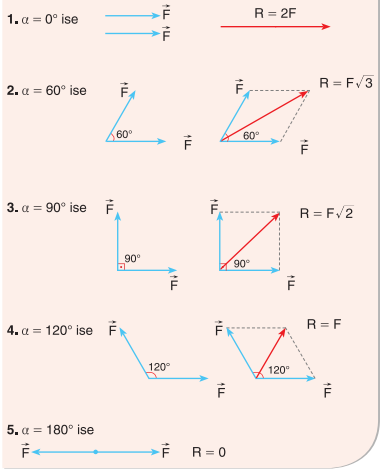 1. α = 0° ise F⃗ R = 2F
F⃗
2. α = 60° ise F⃗ F⃗ R = F√3
60° F⃗ 60° F⃗
3. α = 90° ise F⃗ F⃗ R = F√2
90° 90°
F⃗ F⃗
4. α = 120° ise F⃗ F⃗ R = F
120° 120°
F⃗ F⃗
5. α = 180° ise
F⃗ F⃗ R = 0